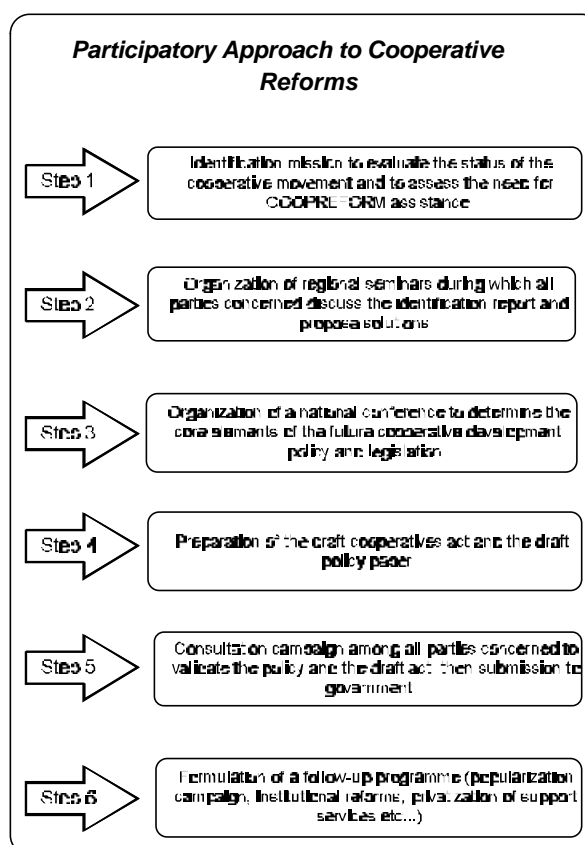 Participatory Approach to Cooperative
Reforms
Step 1
Identification mission to evaluate the status of the
cooperative movement and to assess the need for
COOPREFORM assistance
Step 2
Organization of regional seminars during which all
parties concerned discuss the identification report and
propose solutions
Step 3
Organization of a national conference to determine the
core elements of the future cooperative development
policy and legislation
Step 4
Preparation of the draft cooperatives act and the draft
policy paper
Step 5
Consultation campaign among all parties concerned to
validate the policy and the draft act, then submission to
government
Step 6
Formulation of a follow-up programme (popularization
campaign, institutional reforms, privatization of support
services etc...)